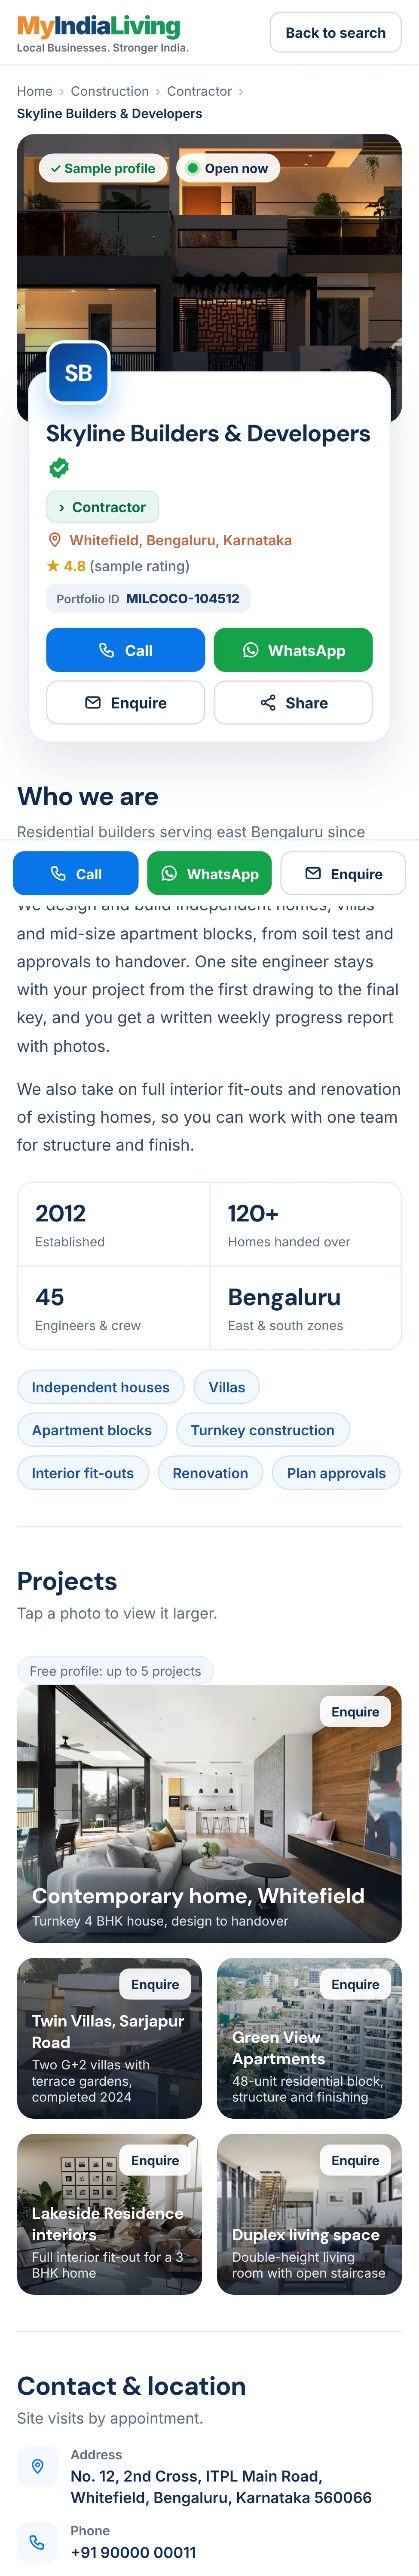 MyIndiaLiving
Local Businesses. Stronger India.
Back to search
Home › Construction › Contractor ›
Skyline Builders & Developers
✓ Sample profile
Open now
SB
Skyline Builders & Developers
› Contractor
Whitefield, Bengaluru, Karnataka
★ 4.8 (sample rating)
Portfolio ID MILCOCO-104512
Call
WhatsApp
Enquire
Share
Who we are
Residential builders serving east Bengaluru since
Call
WhatsApp
Enquire
We design and build independent homes, villas
and mid-size apartment blocks, from soil test and
approvals to handover. One site engineer stays
with your project from the first drawing to the final
key, and you get a written weekly progress report
with photos.
We also take on full interior fit-outs and renovation
of existing homes, so you can work with one team
for structure and finish.
2012
Established
120+
Homes handed over
45
Engineers & crew
Bengaluru
East & south zones
Independent houses
Villas
Apartment blocks
Turnkey construction
Interior fit-outs
Renovation
Plan approvals
Projects
Tap a photo to view it larger.
Free profile: up to 5 projects
Enquire
Contemporary home, Whitefield
Turnkey 4 BHK house, design to handover
Enquire
Twin Villas, Sarjapur
Road
Two G+2 villas with
terrace gardens,
completed 2024
Enquire
Green View
Apartments
48-unit residential block,
structure and finishing
Enquire
Lakeside Residence
interiors
Full interior fit-out for a 3
BHK home
Enquire
Duplex living space
Double-height living
room with open staircase
Contact & location
Site visits by appointment.
Address
No. 12, 2nd Cross, ITPL Main Road,
Whitefield, Bengaluru, Karnataka 560066
Phone
+91 90000 00011